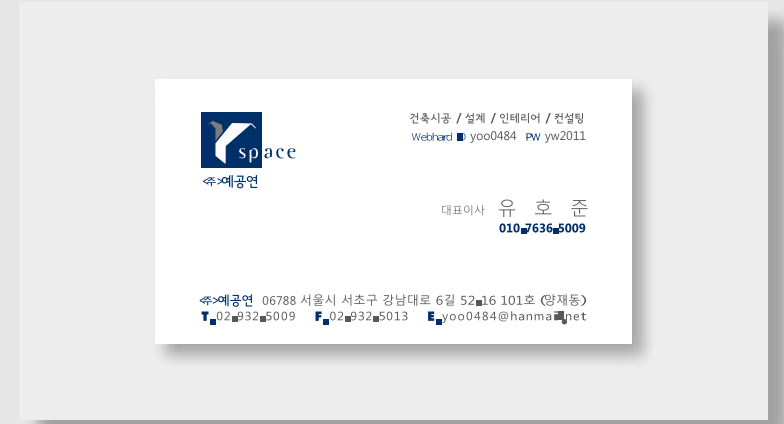 Yspace
<주>예공연
건축시공 / 설계 / 인테리어 / 컨설팅
Webhard ID yoo0484 PW yw2011
대표이사 유 호 준
010 7636 5009
<주>예공연 06788 서울시 서초구 강남대로 6길 52 16 101호 (양재동)
T 02 932 5009 F 02 932 5013 E yoo0484@hanmail.net